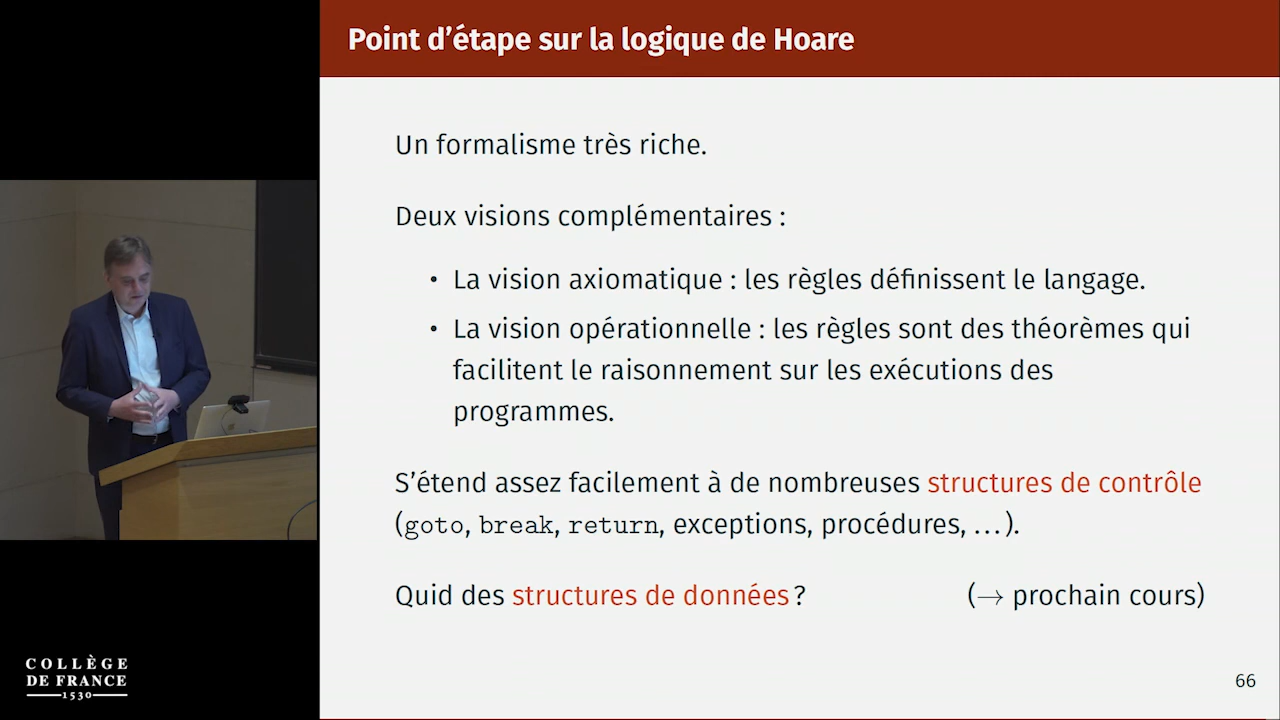 Point d'étape sur la logique de Hoare
Un formalisme très riche.
Deux visions complémentaires :
• La vision axiomatique : les règles définissent le langage.
• La vision opérationnelle : les règles sont des théorèmes qui
facilitent le raisonnement sur les exécutions des
programmes.
S'étend assez facilement à de nombreuses structures de contrôle
(goto, break, return, exceptions, procédures, ...).
Quid des structures de données ? (→ prochain cours)
COLLÈGE
DE FRANCE
1530
66